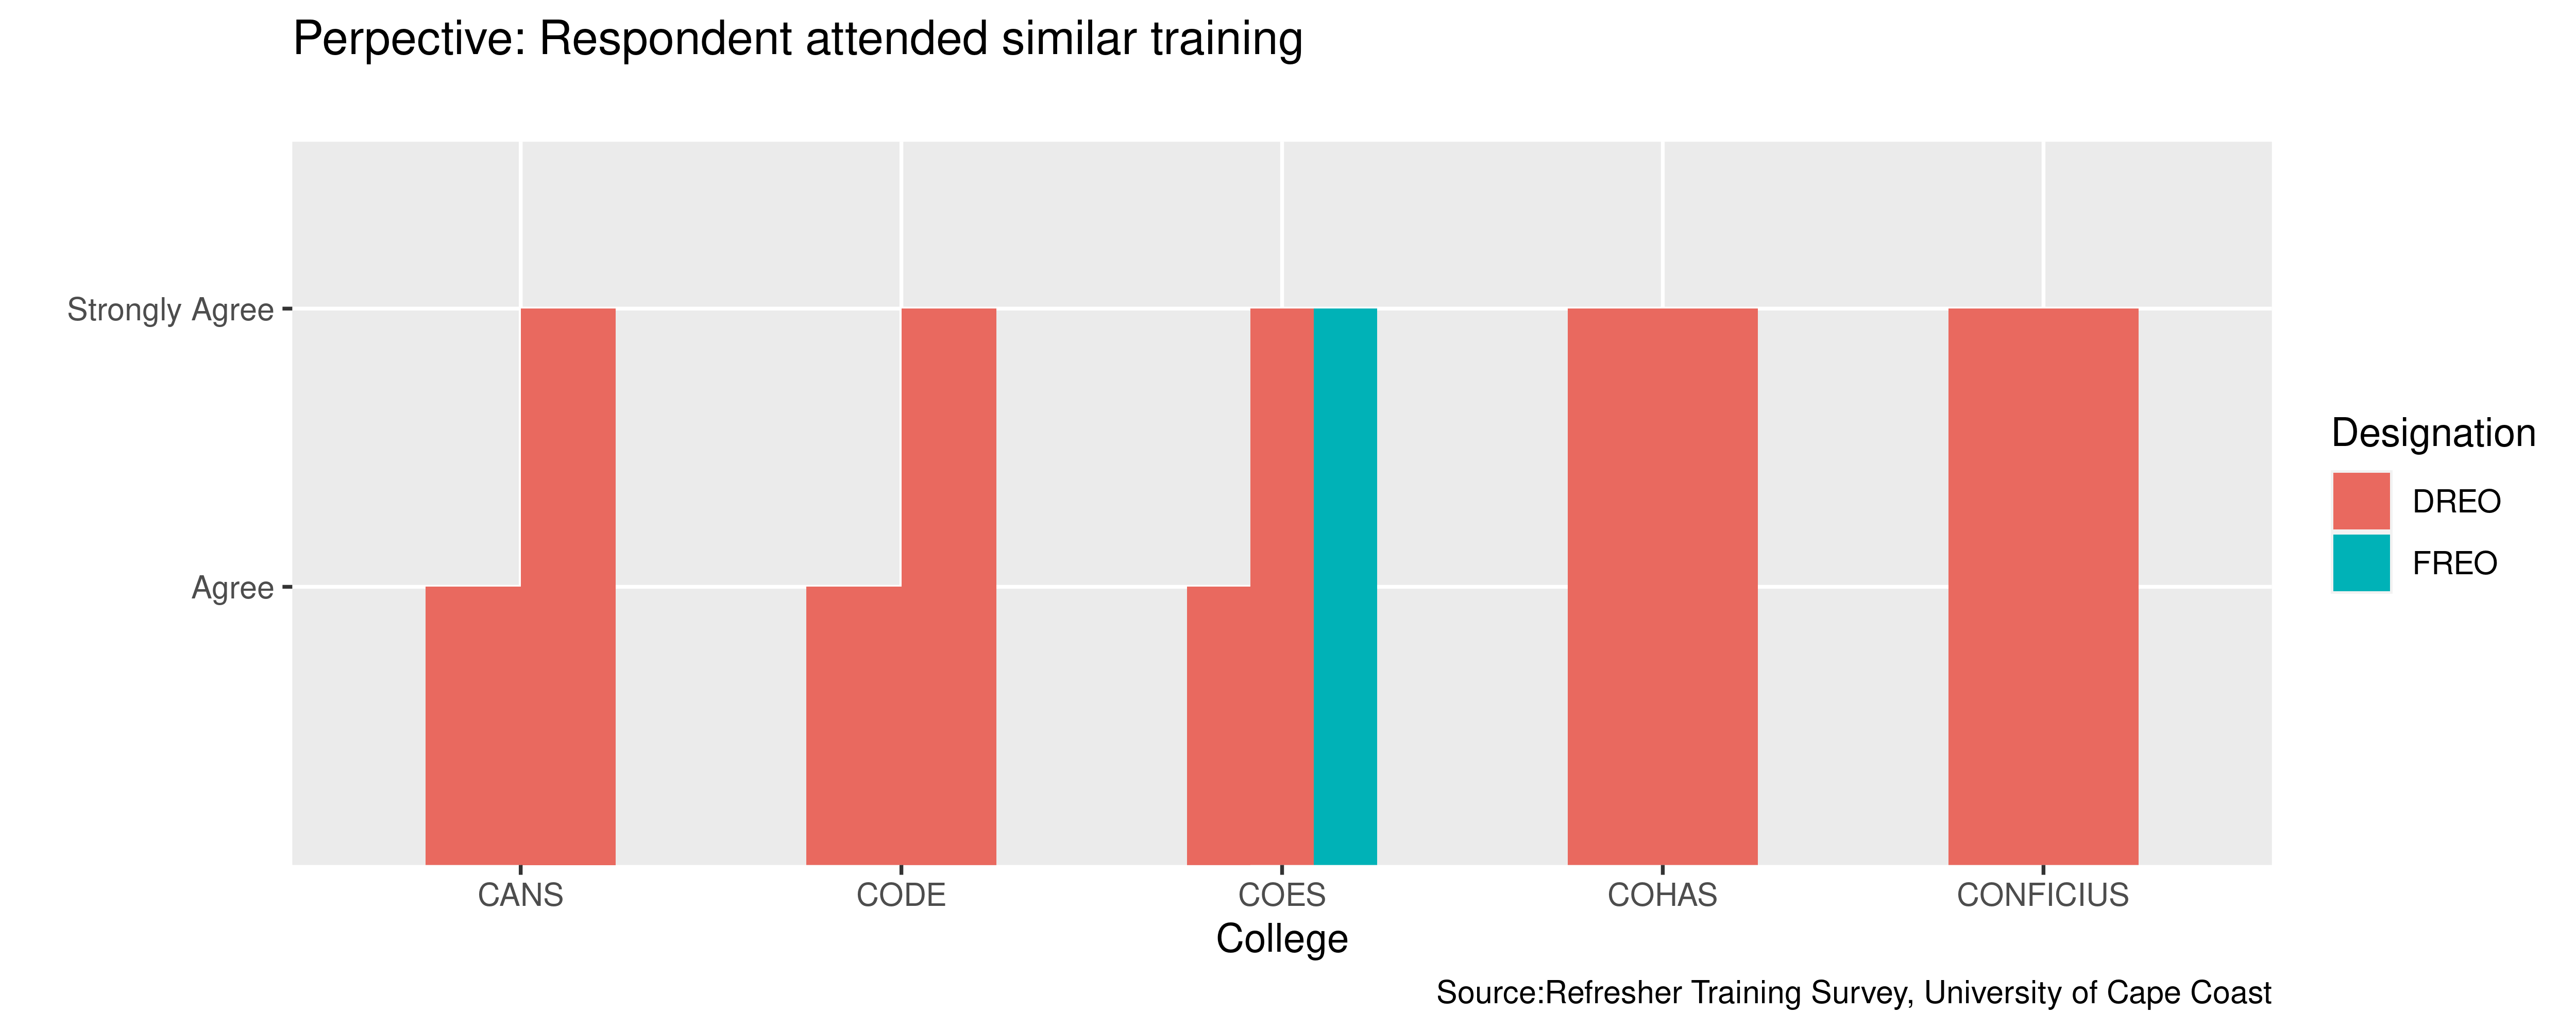 Perpective: Respondent attended similar training
Strongly Agree
Agree
CANS
CODE
COES
COHAS
CONFICIUS
College
Designation
DREO
FREO
Source:Refresher Training Survey, University of Cape Coast